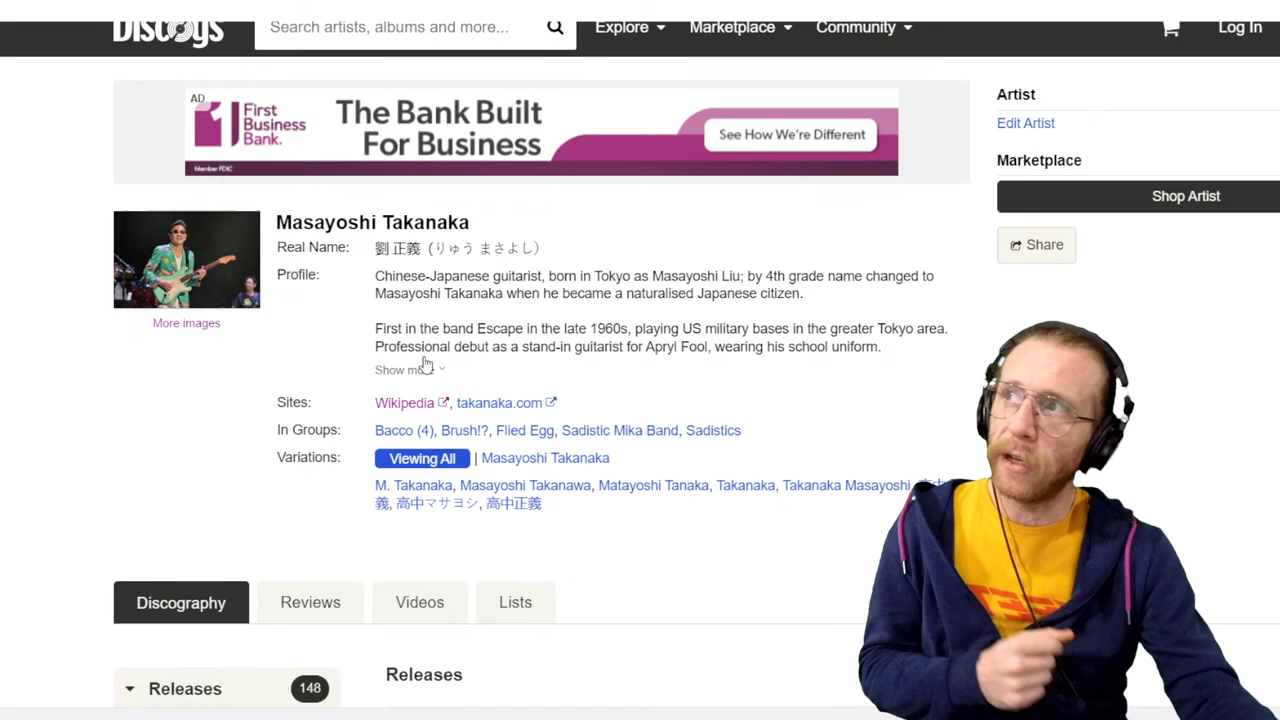 Discogs
Search artists, albums and more...
Explore
Marketplace
Community
Log In
AD
First
Business
Bank.
Member FDIC
The Bank Built
For Business
See How We're Different
Artist
Edit Artist
Marketplace
Shop Artist
Share
Masayoshi Takanaka
Real Name: 劉 正義（りゅう まさよし）
Profile: Chinese-Japanese guitarist, born in Tokyo as Masayoshi Liu; by 4th grade name changed to
Masayoshi Takanaka when he became a naturalised Japanese citizen.
First in the band Escape in the late 1960s, playing US military bases in the greater Tokyo area.
Professional debut as a stand-in guitarist for Apryl Fool, wearing his school uniform.
More images
Show more
Sites: Wikipedia, takanaka.com
In Groups: Bacco (4), Brush!?, Flied Egg, Sadistic Mika Band, Sadistics
Variations: Viewing All | Masayoshi Takanaka
M. Takanaka, Masayoshi Takanawa, Matayoshi Tanaka, Takanaka, Takanaka Masayoshi, 高中
義, 高中マサヨシ, 高中正義
Discography
Reviews
Videos
Lists
Releases 148
Releases